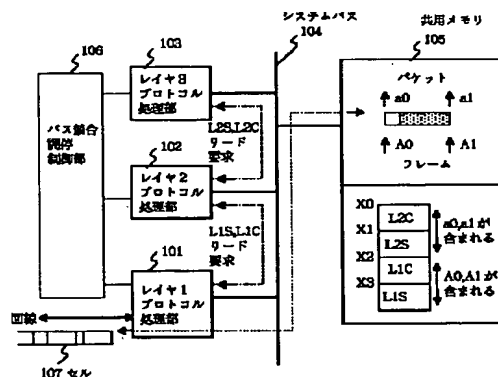 システムバス
104
共用メモリ
105
106
103
パケット
レイヤ3
プロトコル
処理部
a0
a1
バス競合
調停
制御部
L2S,L2C
リード
要求
102
A0
A1
フレーム
レイヤ2
プロトコル
処理部
X0
L2C
a0,a1が
含まれる
X1
L2S
L1S,L1C
リード
要求
X2
L1C
A0,A1が
含まれる
101
X3
L1S
レイヤ1
プロトコル
処理部
回線
107 セル